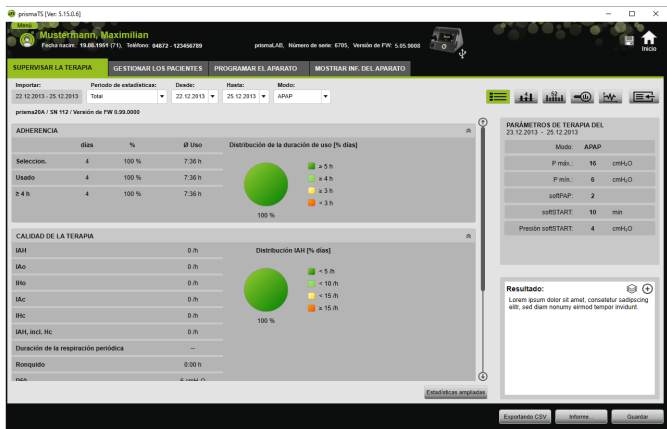 prismaTS [Ver: 5.15.0.6]
Menú
Mustermann, Maximilian
Fecha nacim: 19.08.1951 (71), Teléfono: 04872 - 123456789
prismaLAB, Número de serie: 6705, Versión de FW: 5.05.9008
Inicio
SUPERVISAR LA TERAPIA GESTIONAR LOS PACIENTES PROGRAMAR EL APARATO MOSTRAR INF. DEL APARATO
Importar: Periodo de estadísticas: Desde: Hasta: Modo:
22.12.2013 - 25.12.2013 Total 22.12.2013 25.12.2013 APAP
prisma20A / SN 112 / Versión de FW 0.99.0000
ADHERENCIA
días % Ø Uso
Seleccion. 4 100 % 7:36 h
Usado 4 100 % 7:36 h
≥ 4 h 4 100 % 7:36 h
Distribución de la duración de uso [% días]
≥ 5 h
≥ 4 h
≥ 3 h
< 3 h
100 %
CALIDAD DE LA TERAPIA
IAH 0 /h
IAo 0 /h
IHo 0 /h
IAc 0 /h
IHc 0 /h
IAH, incl. Hc 0 /h
Duración de la respiración periódica --
Ronquido 0:00 h
Distribución IAH [% días]
< 5 /h
< 10 /h
< 15 /h
≥ 15 /h
100 %
Estadísticas ampliadas
PARÁMETROS DE TERAPIA DEL
23.12.2013 - 25.12.2013
Modo: APAP
P máx.: 16 cmH₂O
P mín.: 6 cmH₂O
softPAP: 2
softSTART: 10 min
Presión softSTART: 4 cmH₂O
Resultado:
Lorem ipsum dolor sit amet, consetetur sadipscing
elitr, sed diam nonumy eirmod tempor invidunt.
Exportando CSV Informe... Guardar